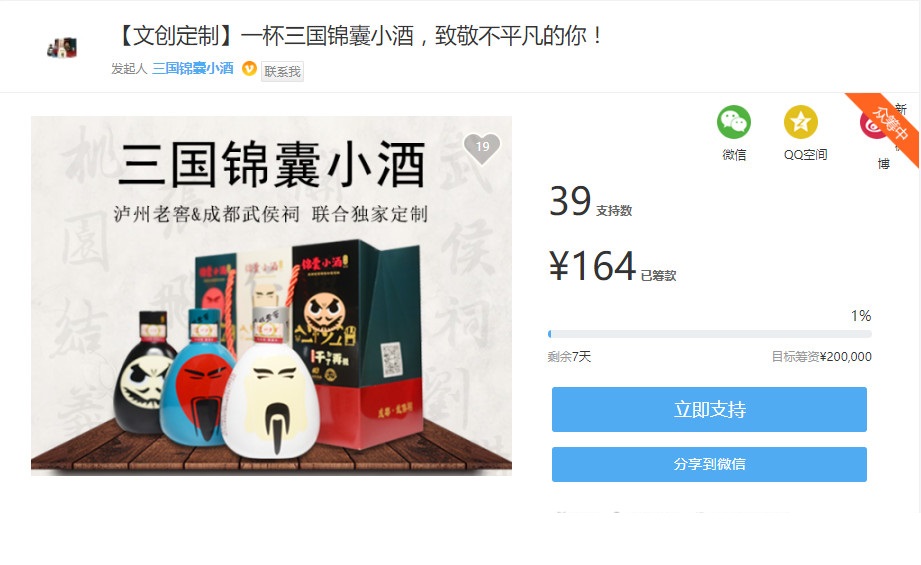 【文创定制】一杯三国锦囊小酒，致敬不平凡的你！
发起人 三国锦囊小酒 联系我
众筹中
新
微信
QQ空间
博
19
三国锦囊小酒
泸州老窖&成都武侯祠 联合独家定制
桃园结义
武侯祠
锦囊小酒
39 支持数
¥164 已筹款
1%
剩余7天
目标筹资¥200,000
立即支持
分享到微信